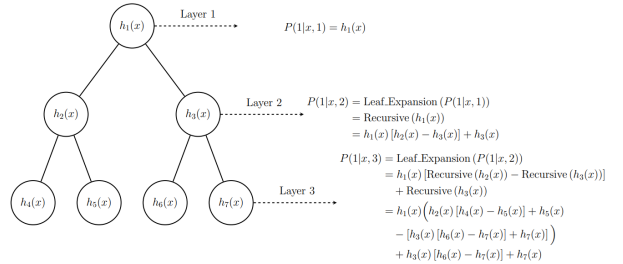 h₁(x)
Layer 1
P(1|x, 1) = h₁(x)
h₂(x)
h₃(x)
Layer 2
P(1|x, 2) = Leaf_Expansion (P(1|x, 1))
= Recursive (h₁(x))
= h₁(x) [h₂(x) − h₃(x)] + h₃(x)
h₄(x)
h₅(x)
h₆(x)
h₇(x)
Layer 3
P(1|x, 3) = Leaf_Expansion (P(1|x, 2))
= h₁(x) [Recursive (h₂(x)) − Recursive (h₃(x))]
+ Recursive (h₃(x))
= h₁(x)(h₂(x) [h₄(x) − h₅(x)] + h₅(x)
− [h₃(x) [h₆(x) − h₇(x)] + h₇(x)])
+ h₃(x) [h₆(x) − h₇(x)] + h₇(x)